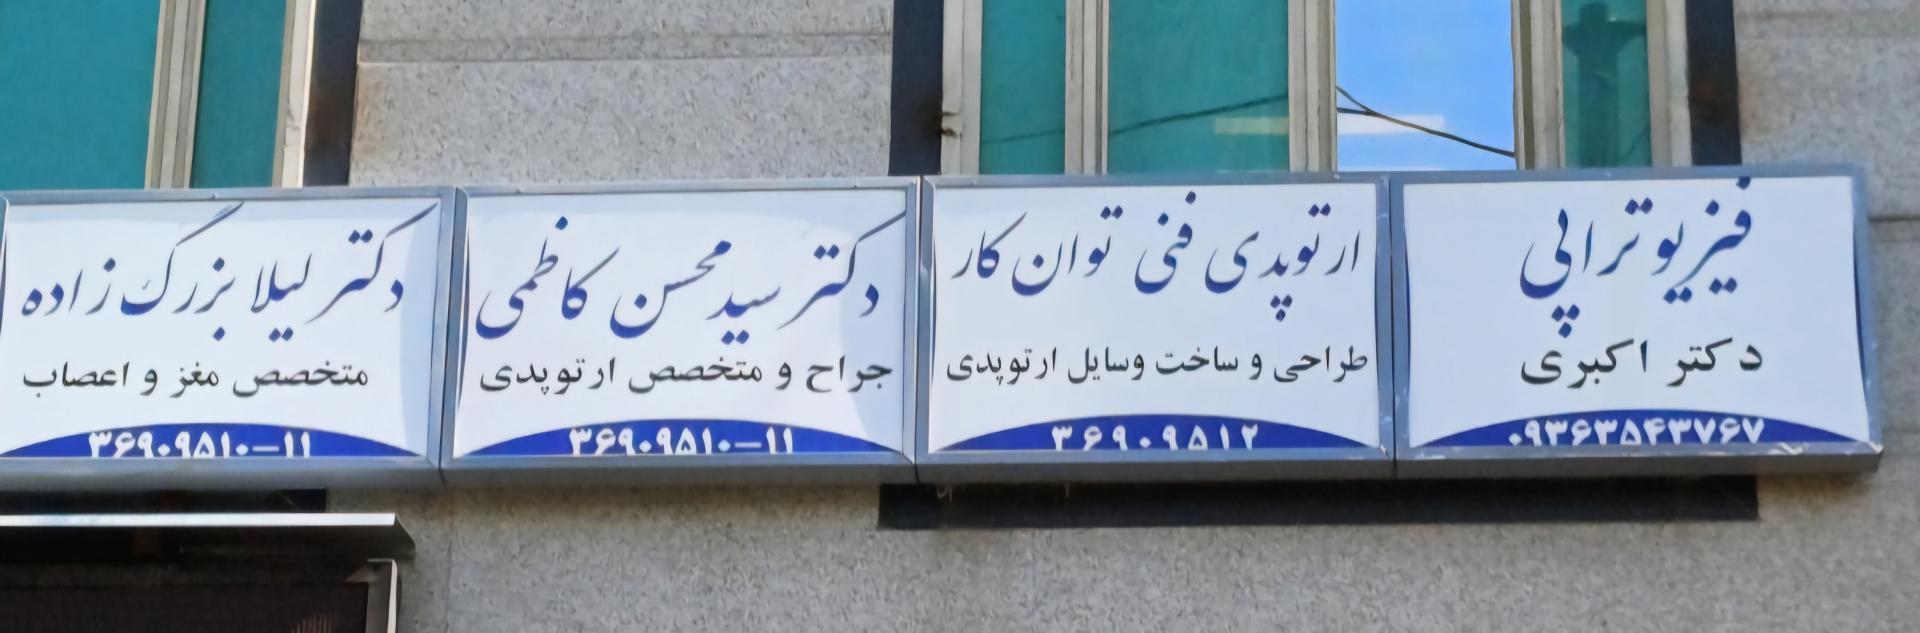 فیزیوتراپی
دکتر اکبری
۰۹۳۶۳۵۴۳۷۶۷
ارتوپدی فنی توان کار
طراحی و ساخت وسایل ارتوپدی
۳۶۹۰۹۵۱۲
دکتر سید محسن کاظمی
جراح و متخصص ارتوپدی
۳۶۹۰۹۵۱۰-۱۱
دکتر لیلا بزرگ زاده
متخصص مغز و اعصاب
۳۶۹۰۹۵۱۰-۱۱